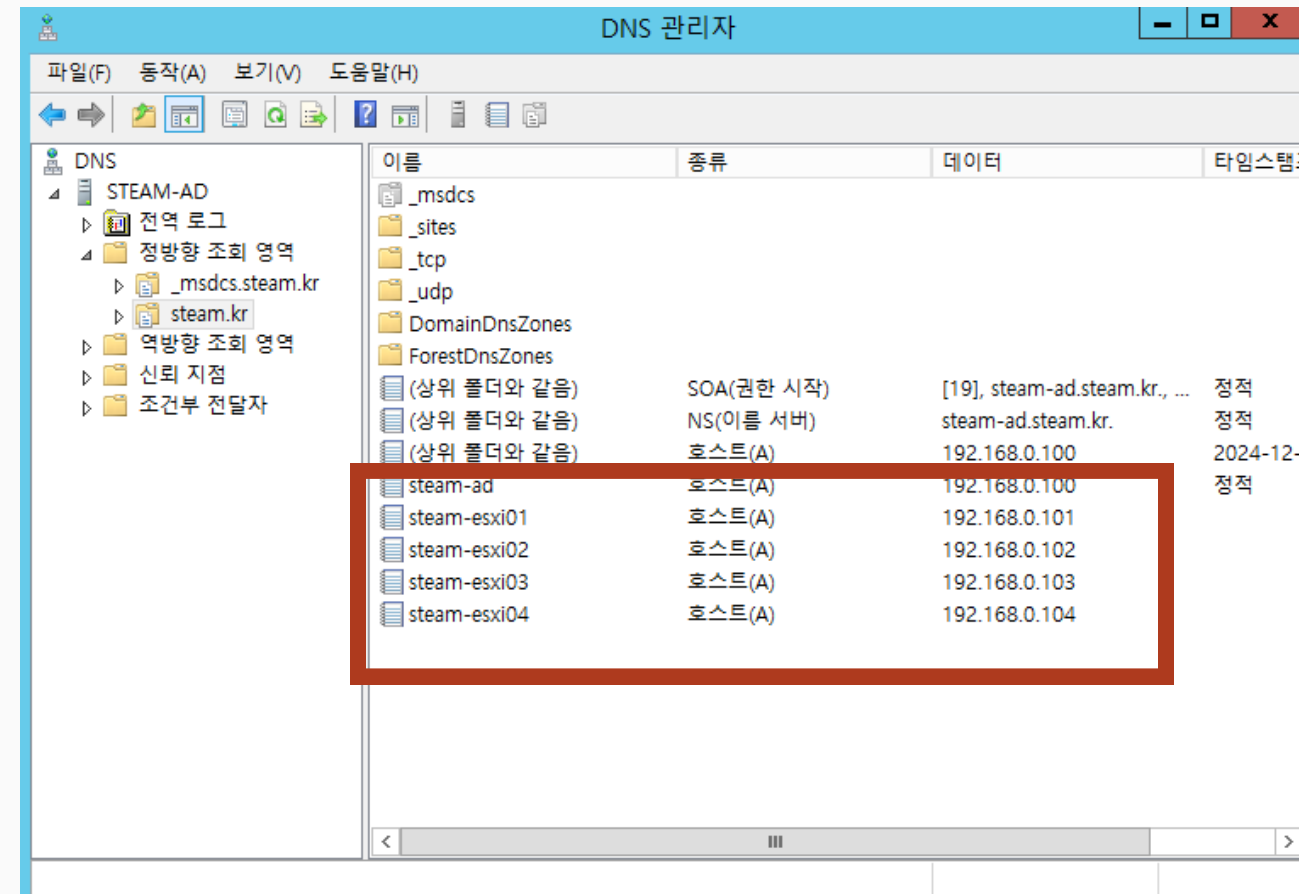 DNS 관리자
파일(F) 동작(A) 보기(V) 도움말(H)
DNS
STEAM-AD
전역 로그
정방향 조회 영역
_msdcs.steam.kr
steam.kr
역방향 조회 영역
신뢰 지점
조건부 전달자
이름 종류 데이터 타임스탬프
_msdcs
_sites
_tcp
_udp
DomainDnsZones
ForestDnsZones
(상위 폴더와 같음) SOA(권한 시작) [19], steam-ad.steam.kr., ... 정적
(상위 폴더와 같음) NS(이름 서버) steam-ad.steam.kr. 정적
(상위 폴더와 같음) 호스트(A) 192.168.0.100 2024-12-
steam-ad 호스트(A) 192.168.0.100 정적
steam-esxi01 호스트(A) 192.168.0.101
steam-esxi02 호스트(A) 192.168.0.102
steam-esxi03 호스트(A) 192.168.0.103
steam-esxi04 호스트(A) 192.168.0.104